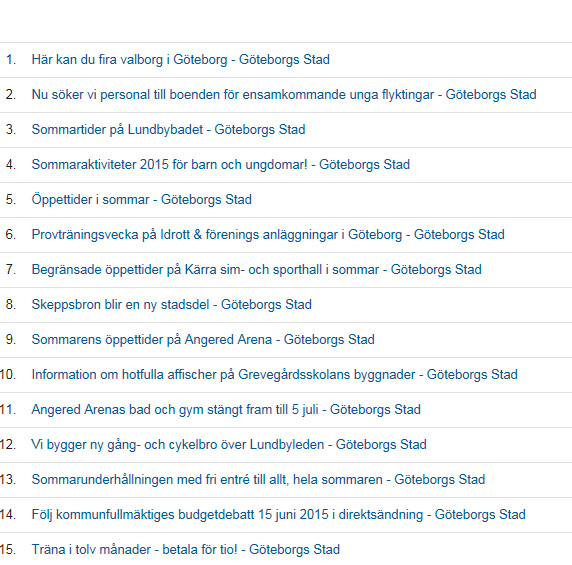 1. Här kan du fira valborg i Göteborg - Göteborgs Stad
2. Nu söker vi personal till boenden för ensamkommande unga flyktingar - Göteborgs Stad
3. Sommartider på Lundbybadet - Göteborgs Stad
4. Sommaraktiviteter 2015 för barn och ungdomar! - Göteborgs Stad
5. Öppettider i sommar - Göteborgs Stad
6. Provträningsvecka på Idrott & förenings anläggningar i Göteborg - Göteborgs Stad
7. Begränsade öppettider på Kärra sim- och sporthall i sommar - Göteborgs Stad
8. Skeppsbron blir en ny stadsdel - Göteborgs Stad
9. Sommarens öppettider på Angered Arena - Göteborgs Stad
10. Information om hotfulla affischer på Grevegårdsskolans byggnader - Göteborgs Stad
11. Angered Arenas bad och gym stängt fram till 5 juli - Göteborgs Stad
12. Vi bygger ny gång- och cykelbro över Lundbyleden - Göteborgs Stad
13. Sommarunderhållningen med fri entré till allt, hela sommaren - Göteborgs Stad
14. Följ kommunfullmäktiges budgetdebatt 15 juni 2015 i direktsändning - Göteborgs Stad
15. Träna i tolv månader - betala för tio! - Göteborgs Stad